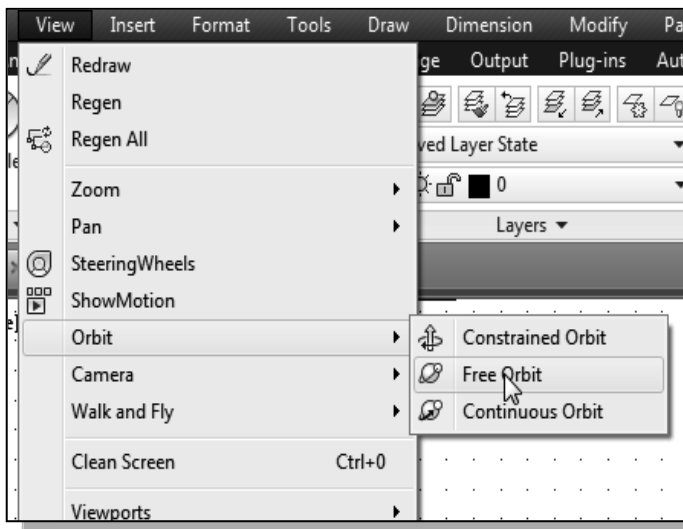 View Insert Format Tools Draw Dimension Modify Pa
ge Output Plug-ins Aut
Redraw
Regen
Regen All
ved Layer State
Zoom
0
Pan
Layers
SteeringWheels
ShowMotion
Orbit
Constrained Orbit
Camera
Free Orbit
Walk and Fly
Continuous Orbit
Clean Screen Ctrl+0
Viewports